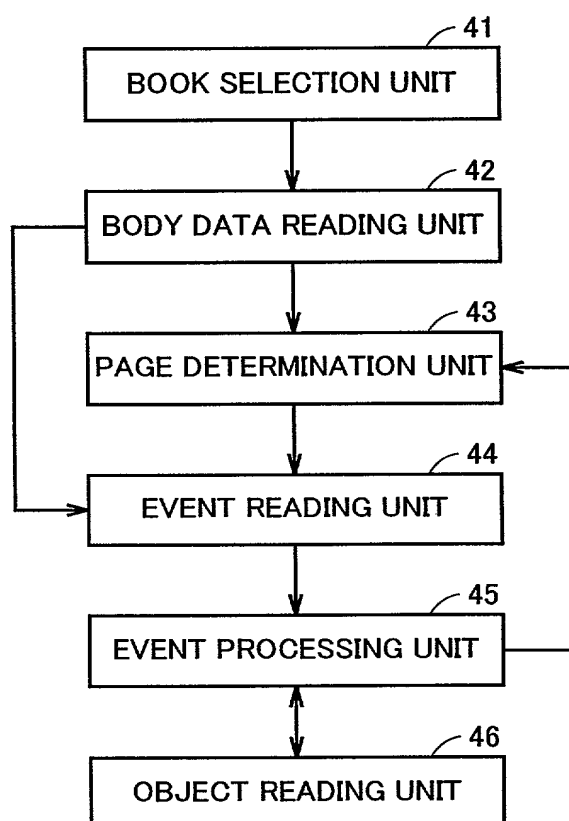 41
BOOK SELECTION UNIT
42
BODY DATA READING UNIT
43
PAGE DETERMINATION UNIT
44
EVENT READING UNIT
45
EVENT PROCESSING UNIT
46
OBJECT READING UNIT